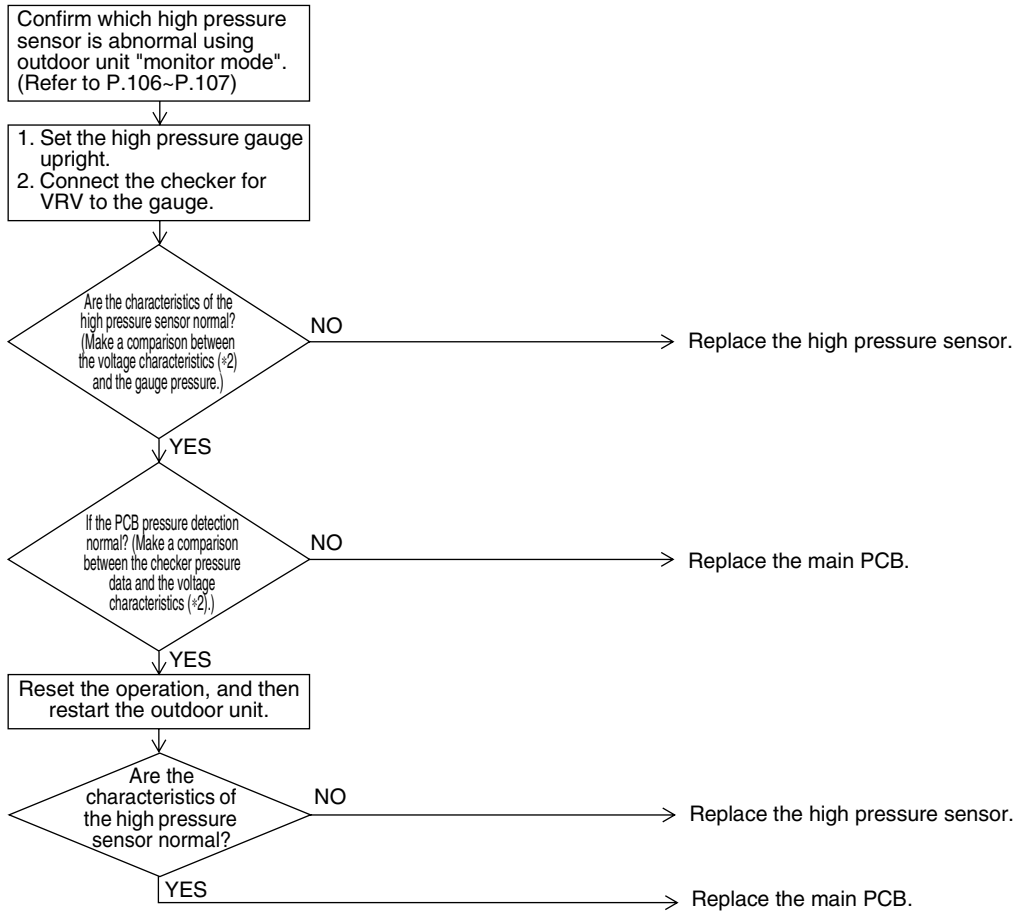 Confirm which high pressure
sensor is abnormal using
outdoor unit "monitor mode".
(Refer to P.106~P.107)
1. Set the high pressure gauge
upright.
2. Connect the checker for
VRV to the gauge.
Are the characteristics of the
high pressure sensor normal?
(Make a comparison between
the voltage characteristics (*2)
and the gauge pressure.)
NO
Replace the high pressure sensor.
YES
If the PCB pressure detection
normal? (Make a comparison
between the checker pressure
data and the voltage
characteristics (*2).)
NO
Replace the main PCB.
YES
Reset the operation, and then
restart the outdoor unit.
Are the
characteristics of
the high pressure
sensor normal?
NO
Replace the high pressure sensor.
YES
Replace the main PCB.